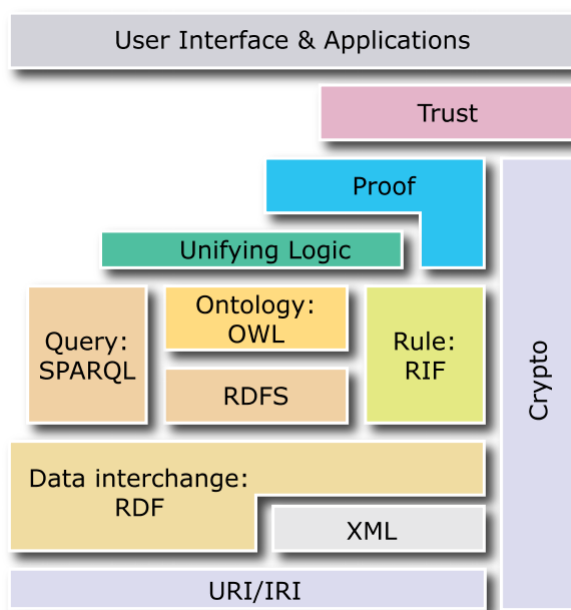 User Interface & Applications
Trust
Proof
Unifying Logic
Ontology:
OWL
Query:
SPARQL
Rule:
RIF
RDFS
Crypto
Data interchange:
RDF
XML
URI/IRI